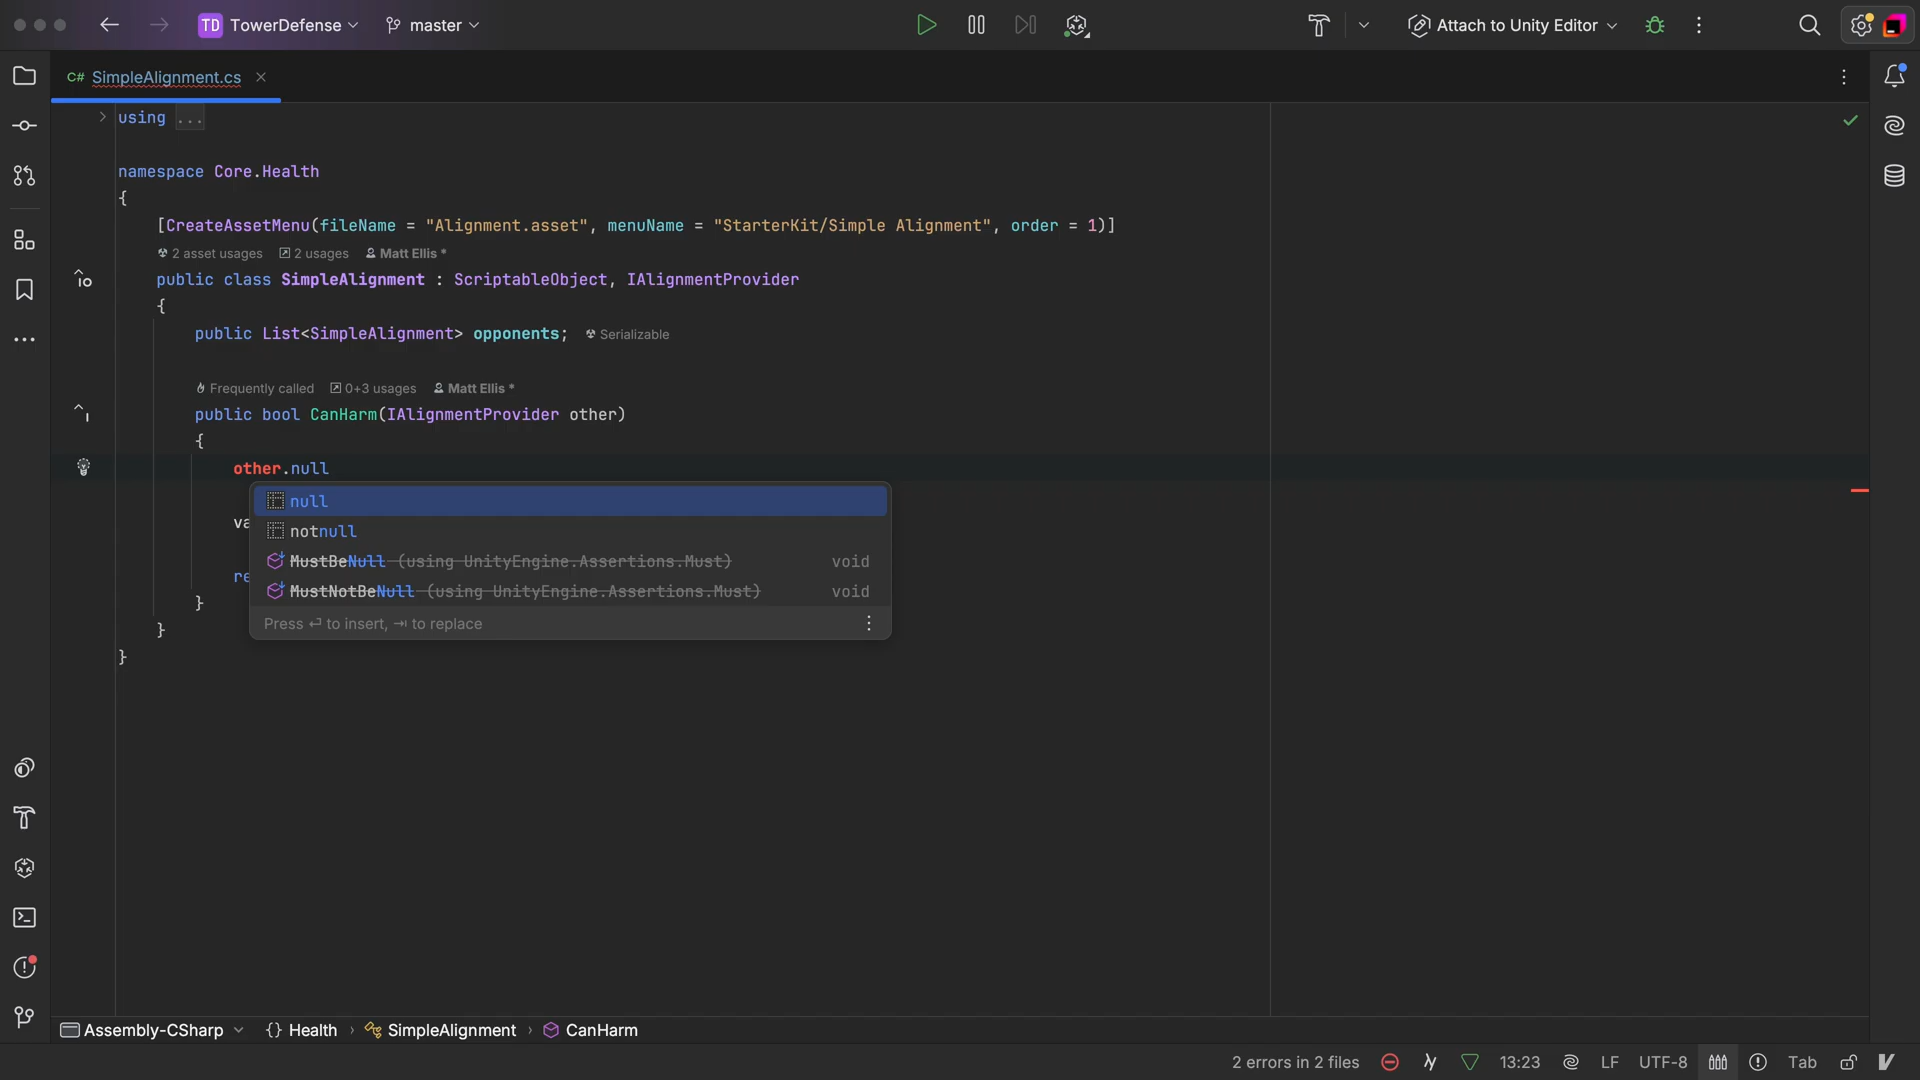 TD TowerDefense master Attach to Unity Editor
C# SimpleAlignment.cs
using ...
namespace Core.Health
{
[CreateAssetMenu(fileName = "Alignment.asset", menuName = "StarterKit/Simple Alignment", order = 1)]
2 asset usages 2 usages Matt Ellis *
public class SimpleAlignment : ScriptableObject, IAlignmentProvider
{
public List<SimpleAlignment> opponents; Serializable
Frequently called 0+3 usages Matt Ellis *
public bool CanHarm(IAlignmentProvider other)
{
other.null
null
va
notnull
MustBeNull (using UnityEngine.Assertions.Must) void
re
MustNotBeNull (using UnityEngine.Assertions.Must) void
}
Press ⏎ to insert, ⇥ to replace
}
}
Assembly-CSharp {} Health › SimpleAlignment › CanHarm
2 errors in 2 files 13:23 LF UTF-8 Tab